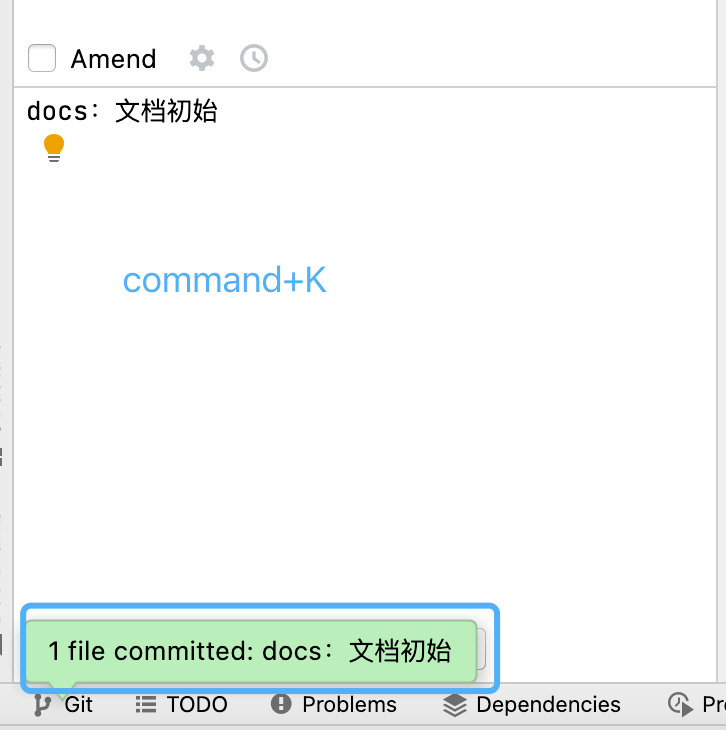 Amend
docs：文档初始
command+K
1 file committed: docs：文档初始
Git TODO Problems Dependencies